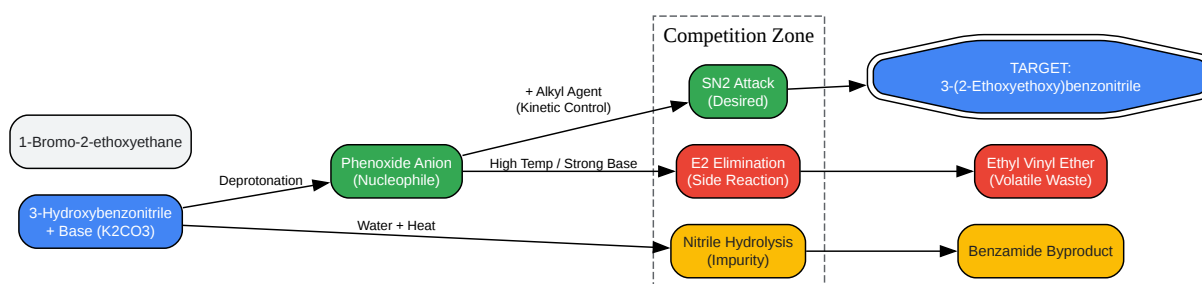 Competition Zone
1-Bromo-2-ethoxyethane
3-Hydroxybenzonitrile
+ Base (K2CO3)
Deprotonation
Water + Heat
Phenoxide Anion
(Nucleophile)
+ Alkyl Agent
(Kinetic Control)
High Temp / Strong Base
SN2 Attack
(Desired)
E2 Elimination
(Side Reaction)
Nitrile Hydrolysis
(Impurity)
TARGET:
3-(2-Ethoxyethoxy)benzonitrile
Ethyl Vinyl Ether
(Volatile Waste)
Benzamide Byproduct